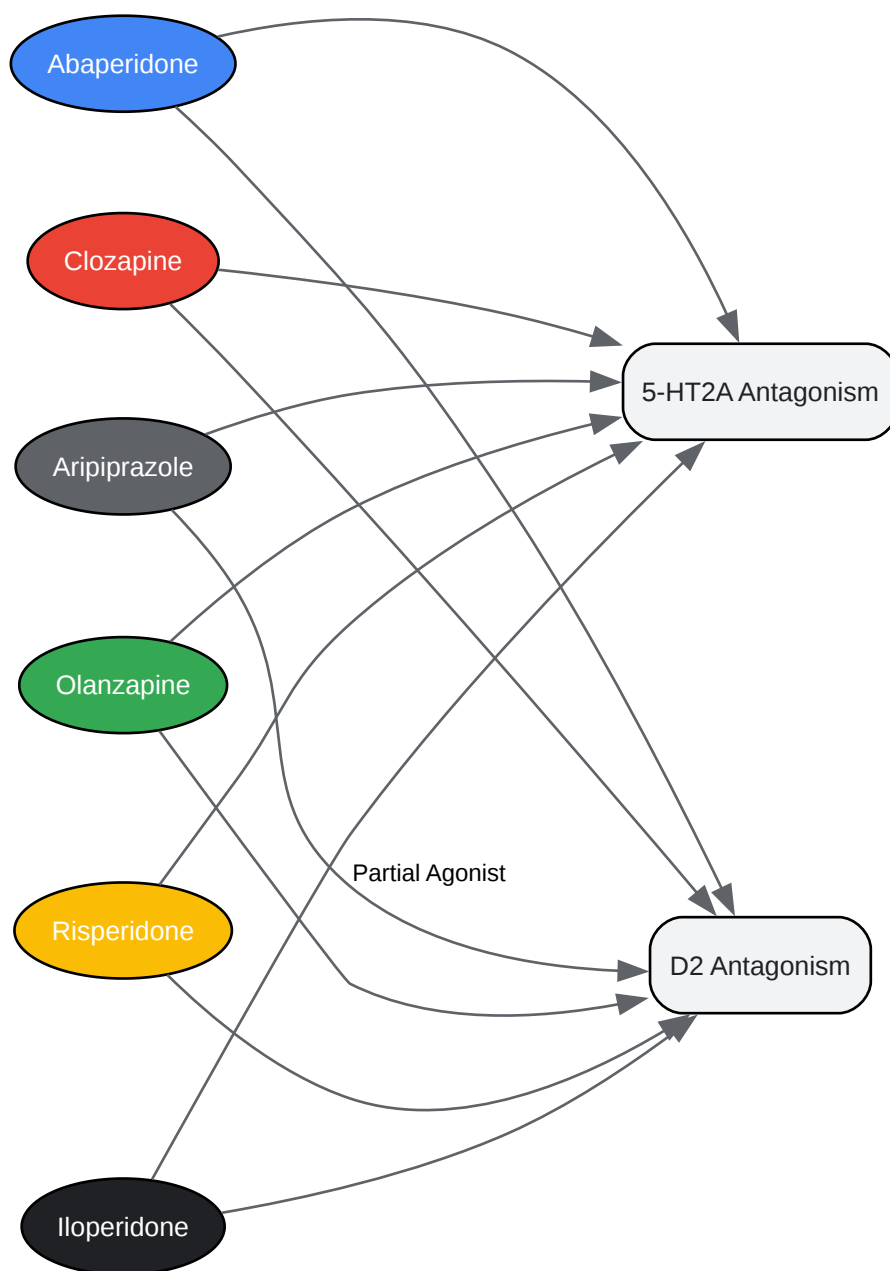 Abaperidone
Clozapine
5-HT2A Antagonism
Aripiprazole
Olanzapine
Partial Agonist
Risperidone
D2 Antagonism
Iloperidone